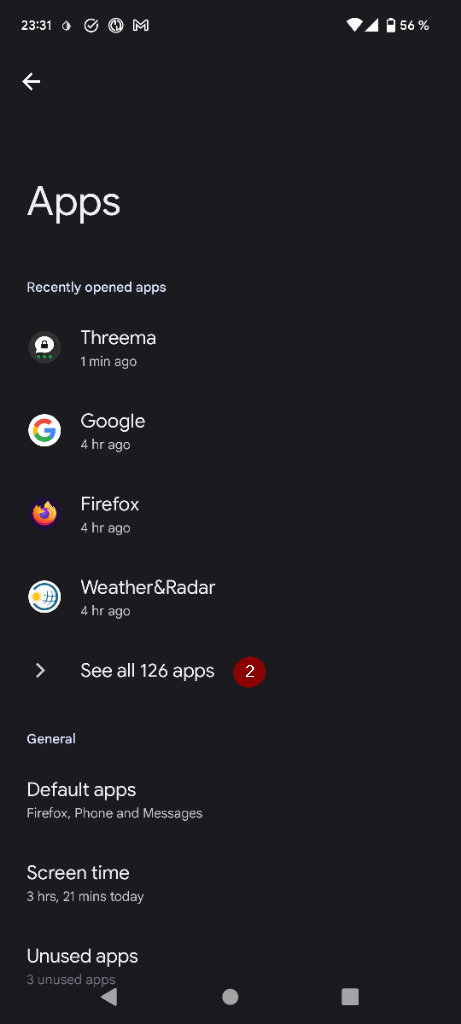 23:31 56 %
Apps
Recently opened apps
Threema
1 min ago
Google
4 hr ago
Firefox
4 hr ago
Weather&Radar
4 hr ago
See all 126 apps 2
General
Default apps
Firefox, Phone and Messages
Screen time
3 hrs, 21 mins today
Unused apps
3 unused apps